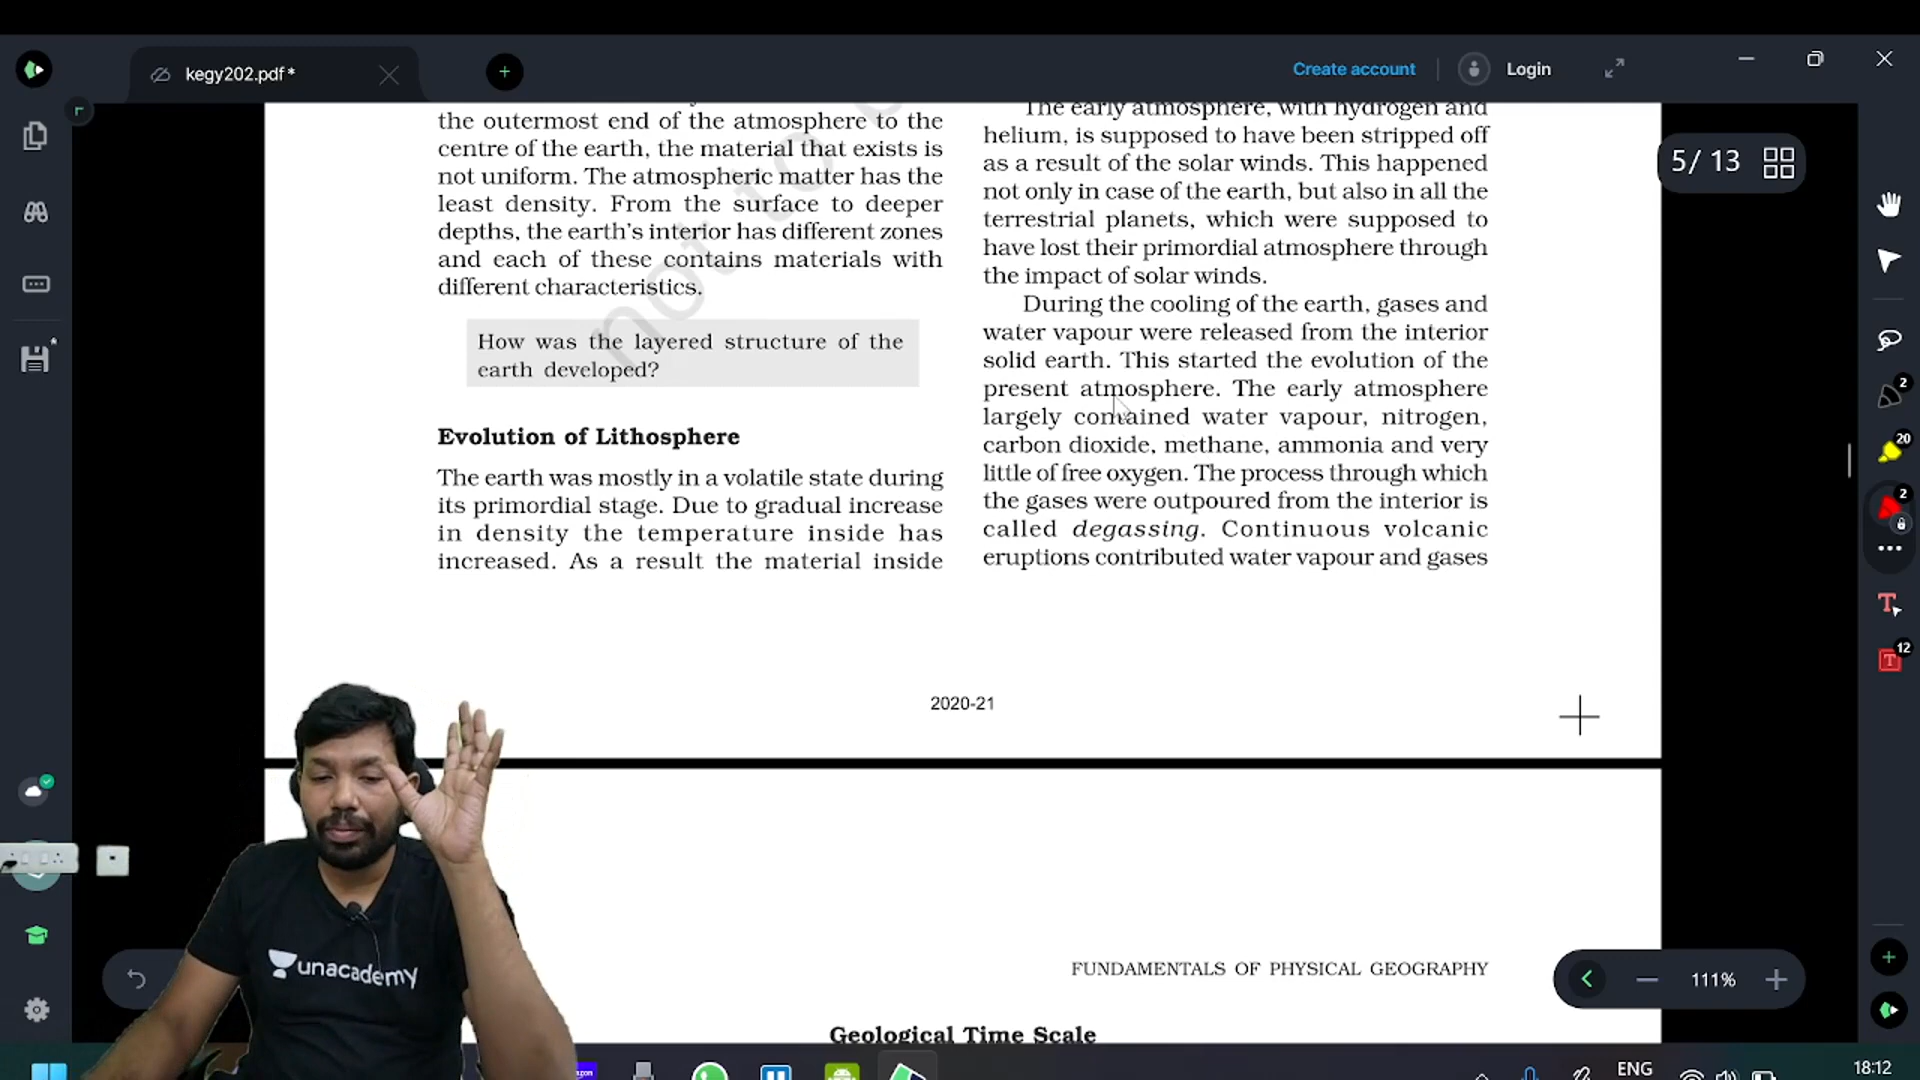 kegy202.pdf *
Create account
Login
5/ 13
the outermost end of the atmosphere to the
centre of the earth, the material that exists is
not uniform. The atmospheric matter has the
least density. From the surface to deeper
depths, the earth's interior has different zones
and each of these contains materials with
different characteristics.
How was the layered structure of the
earth developed?
Evolution of Lithosphere
The earth was mostly in a volatile state during
its primordial stage. Due to gradual increase
in density the temperature inside has
increased. As a result the material inside
The early atmosphere, with hydrogen and
helium, is supposed to have been stripped off
as a result of the solar winds. This happened
not only in case of the earth, but also in all the
terrestrial planets, which were supposed to
have lost their primordial atmosphere through
the impact of solar winds.
During the cooling of the earth, gases and
water vapour were released from the interior
solid earth. This started the evolution of the
present atmosphere. The early atmosphere
largely contained water vapour, nitrogen,
carbon dioxide, methane, ammonia and very
little of free oxygen. The process through which
the gases were outpoured from the interior is
called degassing. Continuous volcanic
eruptions contributed water vapour and gases
not to
2020-21
2
20
2
T
T
12
unacademy
FUNDAMENTALS OF PHYSICAL GEOGRAPHY
Geological Time Scale
111%
ENG
18:12